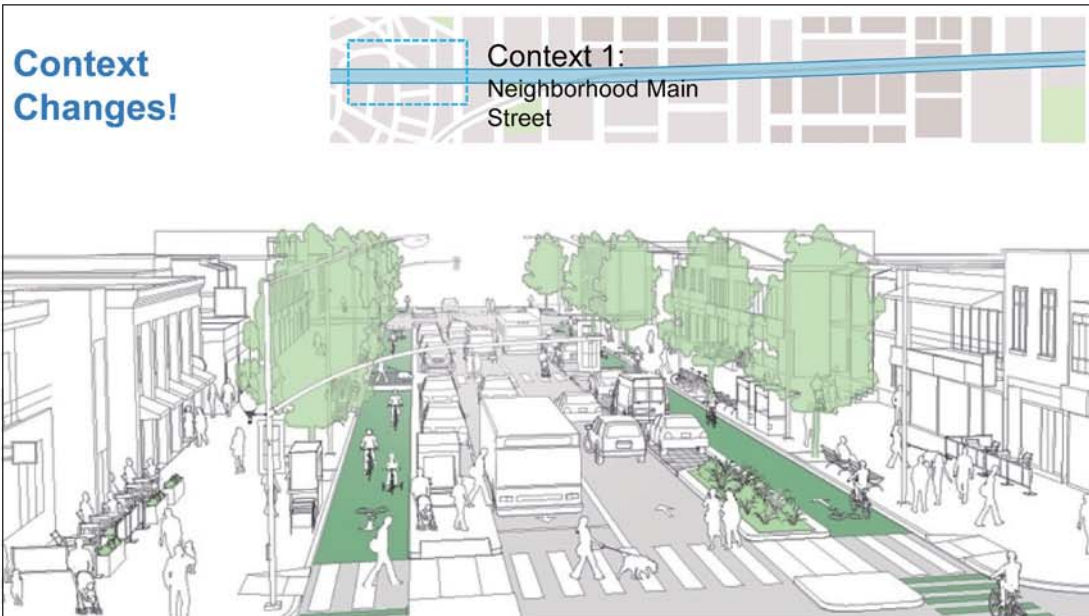 Context
Changes!
Context 1:
Neighborhood Main
Street